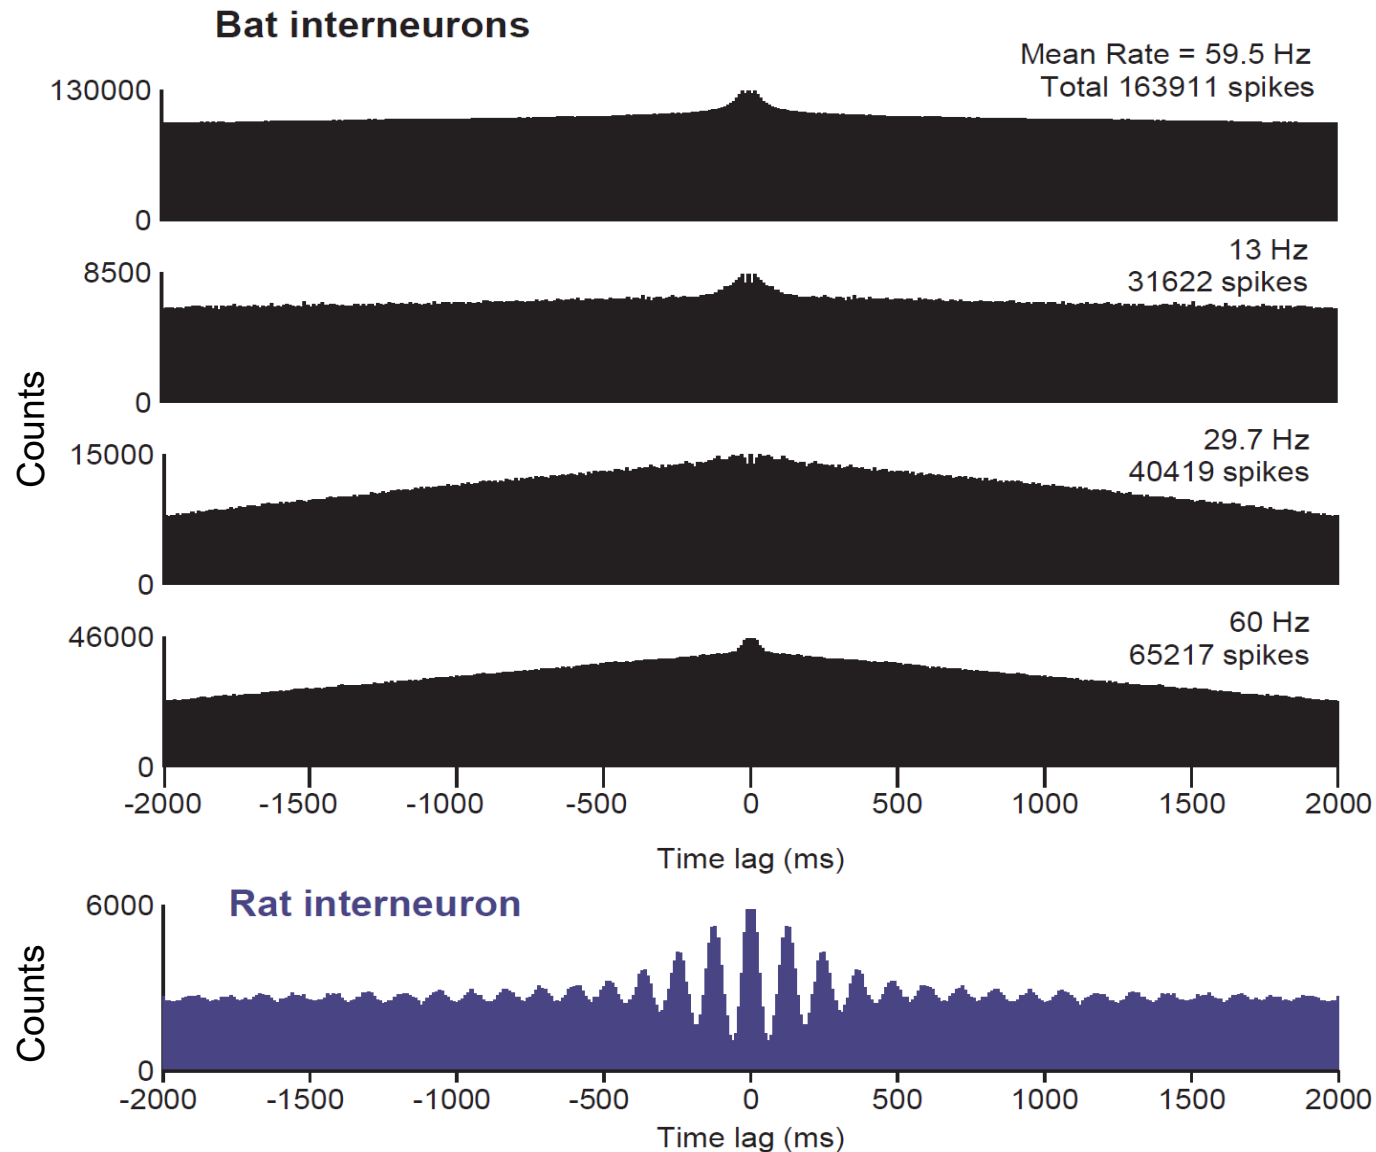 Bat interneurons
Mean Rate = 59.5 Hz
Total 163911 spikes
130000
0
13 Hz
31622 spikes
8500
0
29.7 Hz
40419 spikes
15000
0
60 Hz
65217 spikes
46000
0
Counts
-2000 -1500 -1000 -500 0 500 1000 1500 2000
Time lag (ms)
Rat interneuron
6000
0
Counts
-2000 -1500 -1000 -500 0 500 1000 1500 2000
Time lag (ms)